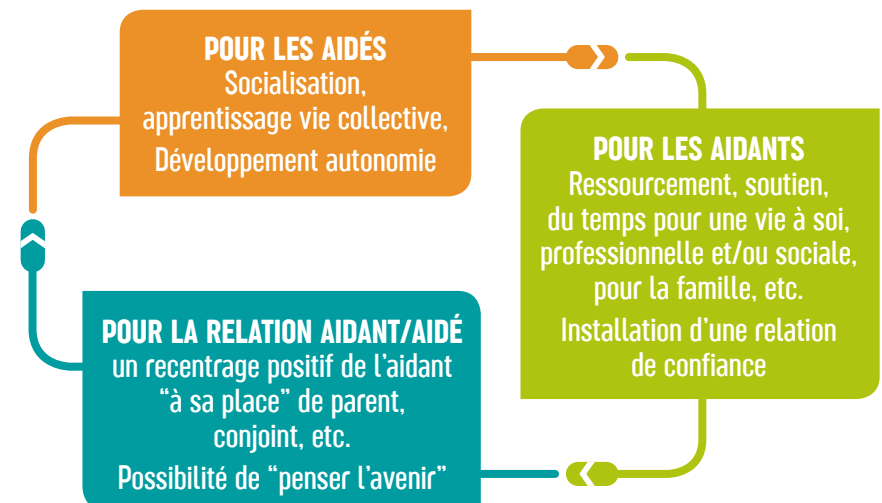 POUR LES AIDÉS
Socialisation,
apprentissage vie collective,
Développement autonomie
POUR LES AIDANTS
Ressourcement, soutien,
du temps pour une vie à soi,
professionnelle et/ou sociale,
pour la famille, etc.
Installation d’une relation
de confiance
POUR LA RELATION AIDANT/AIDÉ
un recentrage positif de l’aidant
“à sa place” de parent,
conjoint, etc.
Possibilité de “penser l’avenir”